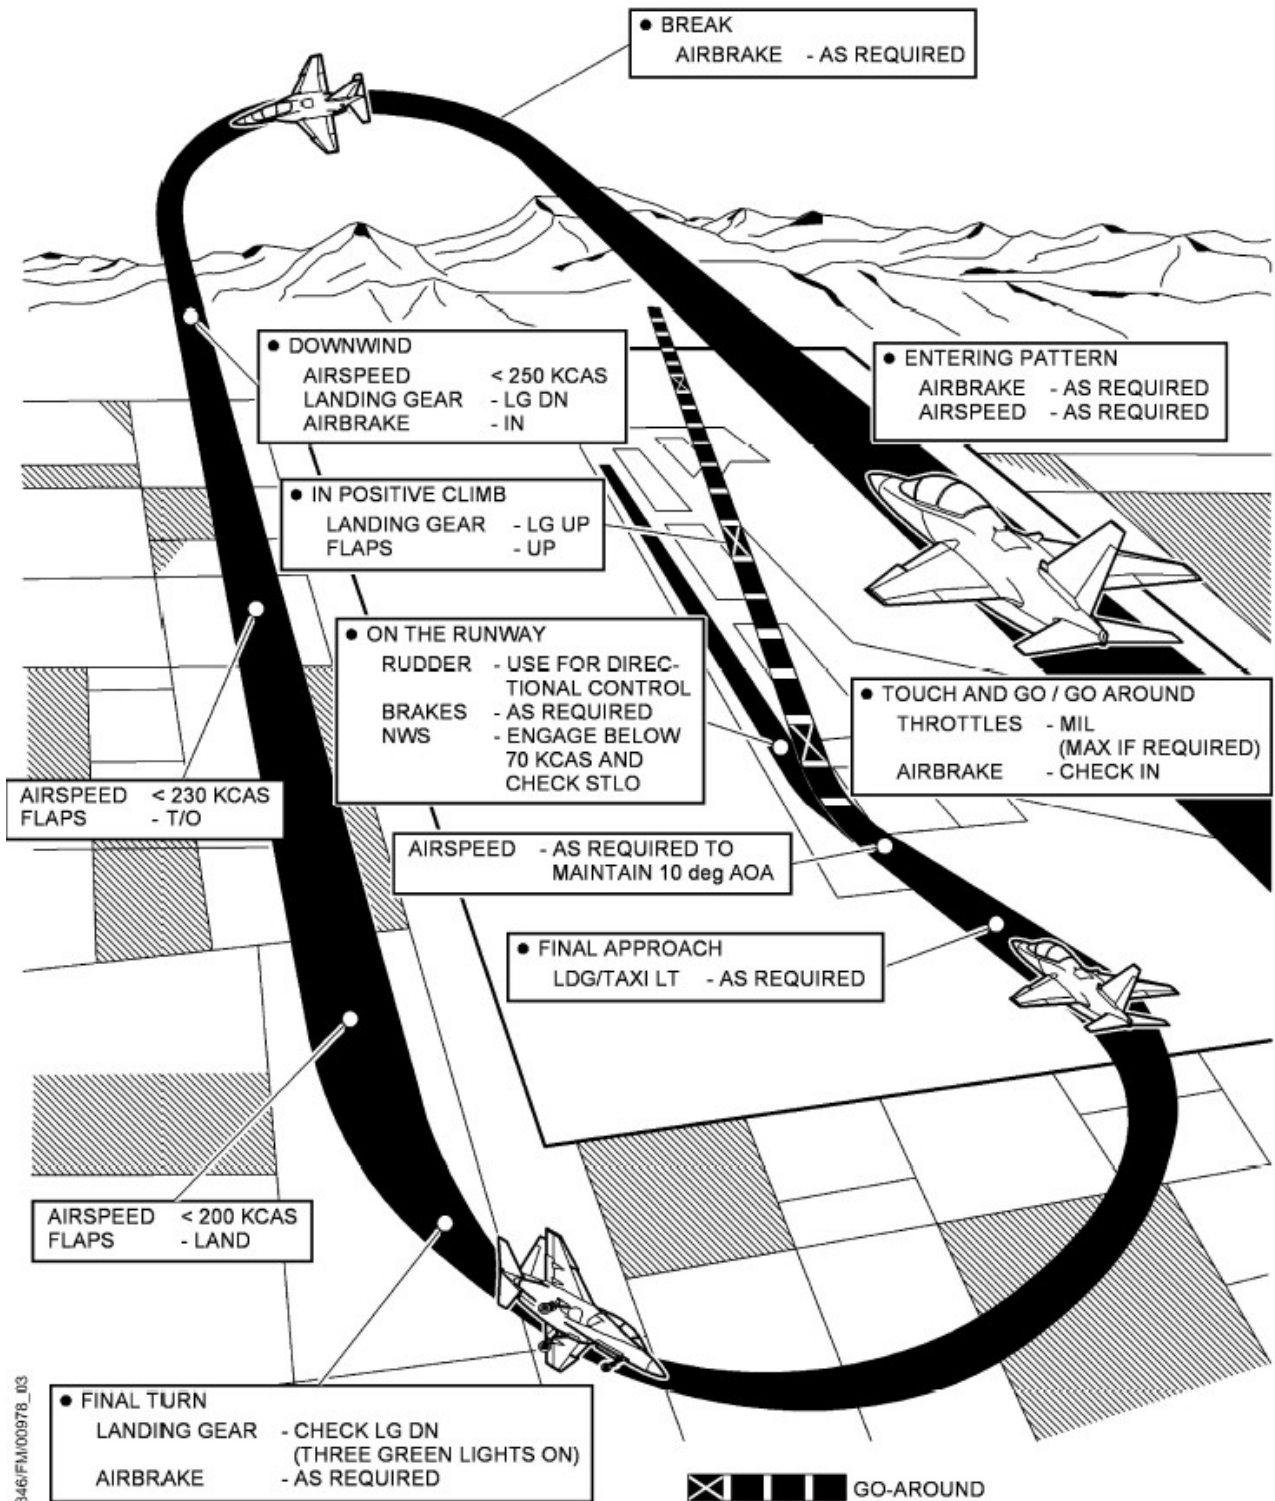 ● BREAK
AIRBRAKE - AS REQUIRED
● DOWNWIND
AIRSPEED < 250 KCAS
LANDING GEAR - LG DN
AIRBRAKE - IN
● ENTERING PATTERN
AIRBRAKE - AS REQUIRED
AIRSPEED - AS REQUIRED
● IN POSITIVE CLIMB
LANDING GEAR - LG UP
FLAPS - UP
● ON THE RUNWAY
RUDDER - USE FOR DIREC-
TIONAL CONTROL
BRAKES - AS REQUIRED
NWS - ENGAGE BELOW
70 KCAS AND
CHECK STLO
● TOUCH AND GO / GO AROUND
THROTTLES - MIL
(MAX IF REQUIRED)
AIRBRAKE - CHECK IN
AIRSPEED < 230 KCAS
FLAPS - T/O
AIRSPEED - AS REQUIRED TO
MAINTAIN 10 deg AOA
● FINAL APPROACH
LDG/TAXI LT - AS REQUIRED
AIRSPEED < 200 KCAS
FLAPS - LAND
● FINAL TURN
LANDING GEAR - CHECK LG DN
(THREE GREEN LIGHTS ON)
AIRBRAKE - AS REQUIRED
GO-AROUND
346/FM/00978_03